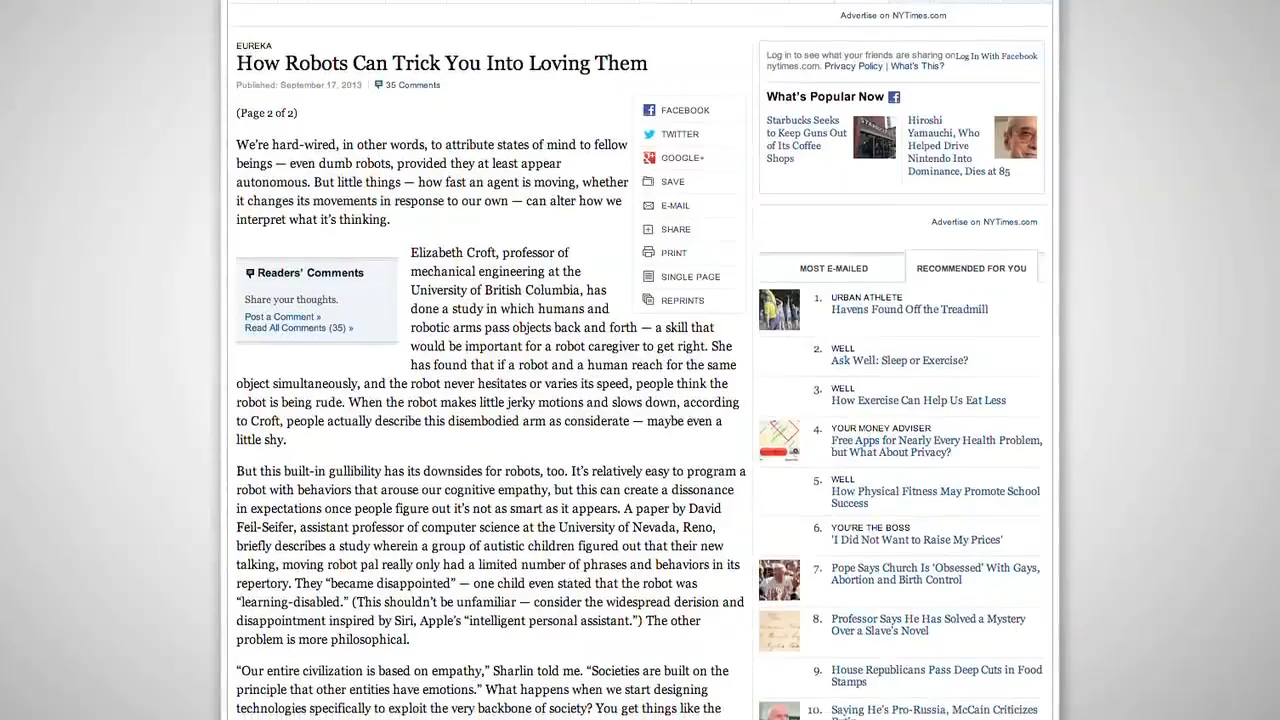 Advertise on NYTimes.com
EUREKA
How Robots Can Trick You Into Loving Them
Published: September 17, 2013
35 Comments
(Page 2 of 2)
We're hard-wired, in other words, to attribute states of mind to fellow
beings — even dumb robots, provided they at least appear
autonomous. But little things — how fast an agent is moving, whether
it changes its movements in response to our own — can alter how we
interpret what it's thinking.
FACEBOOK
TWITTER
GOOGLE+
SAVE
E-MAIL
SHARE
PRINT
SINGLE PAGE
REPRINTS
Readers' Comments
Share your thoughts.
Post a Comment »
Read All Comments (35) »
Elizabeth Croft, professor of
mechanical engineering at the
University of British Columbia, has
done a study in which humans and
robotic arms pass objects back and forth — a skill that
would be important for a robot caregiver to get right. She
has found that if a robot and a human reach for the same
object simultaneously, and the robot never hesitates or varies its speed, people think the
robot is being rude. When the robot makes little jerky motions and slows down, according
to Croft, people actually describe this disembodied arm as considerate — maybe even a
little shy.
But this built-in gullibility has its downsides for robots, too. It's relatively easy to program a
robot with behaviors that arouse our cognitive empathy, but this can create a dissonance
in expectations once people figure out it's not as smart as it appears. A paper by David
Feil-Seifer, assistant professor of computer science at the University of Nevada, Reno,
briefly describes a study wherein a group of autistic children figured out that their new
talking, moving robot pal really only had a limited number of phrases and behaviors in its
repertory. They “became disappointed” — one child even stated that the robot was
“learning-disabled.” (This shouldn't be unfamiliar — consider the widespread derision and
disappointment inspired by Siri, Apple's “intelligent personal assistant.”) The other
problem is more philosophical.
“Our entire civilization is based on empathy,” Sharlin told me. “Societies are built on the
principle that other entities have emotions.” What happens when we start designing
technologies specifically to exploit the very backbone of society? You get things like the
Log in to see what your friends are sharing on
nytimes.com. Privacy Policy | What's This?
Log In With Facebook
What's Popular Now
Starbucks Seeks
to Keep Guns Out
of Its Coffee
Shops
Hiroshi
Yamauchi, Who
Helped Drive
Nintendo Into
Dominance, Dies at 85
Advertise on NYTimes.com
MOST E-MAILED
RECOMMENDED FOR YOU
1. URBAN ATHLETE
Havens Found Off the Treadmill
2. WELL
Ask Well: Sleep or Exercise?
3. WELL
How Exercise Can Help Us Eat Less
4. YOUR MONEY ADVISER
Free Apps for Nearly Every Health Problem,
but What About Privacy?
5. WELL
How Physical Fitness May Promote School
Success
6. YOU'RE THE BOSS
'I Did Not Want to Raise My Prices'
7. Pope Says Church Is 'Obsessed' With Gays,
Abortion and Birth Control
8. Professor Says He Has Solved a Mystery
Over a Slave's Novel
9. House Republicans Pass Deep Cuts in Food
Stamps
10. Saying He's Pro-Russia, McCain Criticizes